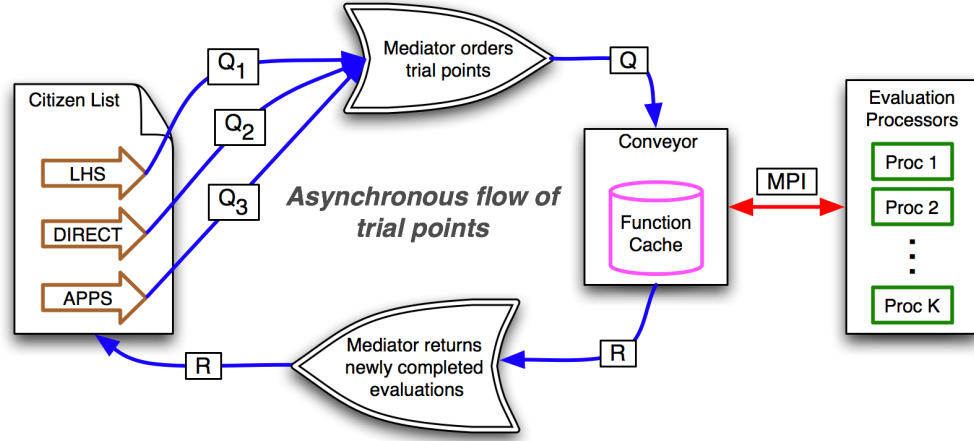 Mediator orders
trial points
Q1
Q2
Q3
Q
Citizen List
LHS
DIRECT
APPS
Asynchronous flow of
trial points
Conveyor
Function
Cache
MPI
Evaluation
Processors
Proc 1
Proc 2
Proc K
R
Mediator returns
newly completed
evaluations
R